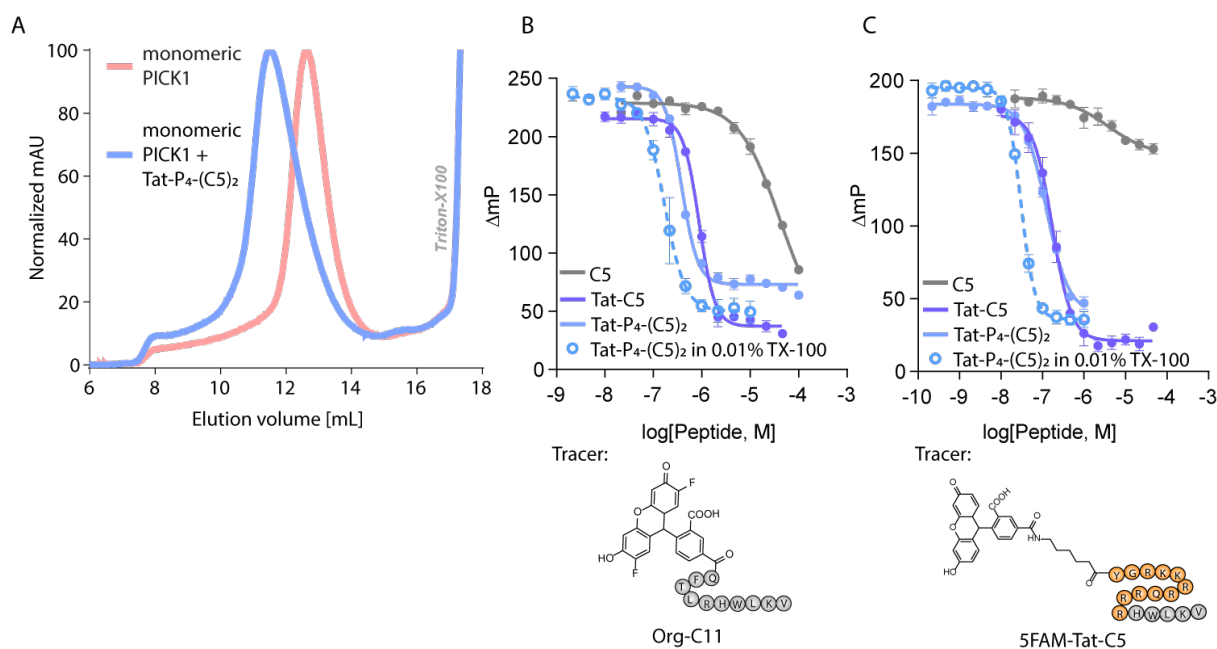 A
Normalized mAU
100
80
60
40
20
0
6
8
10
12
14
16
18
Elution volume [mL]
monomeric
PICK1
monomeric
PICK1 +
Tat-P₄-(C5)₂
Triton-X100
B
ΔmP
250
200
150
100
50
0
-9
-8
-7
-6
-5
-4
-3
log[Peptide, M]
C5
Tat-C5
Tat-P₄-(C5)₂
Tat-P₄-(C5)₂ in 0.01% TX-100
Tracer:
O
F
O
COOH
HO
F
O
T F Q
L R H W L K V
Org-C11
C
ΔmP
200
150
100
50
0
-10
-9
-8
-7
-6
-5
-4
-3
log[Peptide, M]
C5
Tat-C5
Tat-P₄-(C5)₂
Tat-P₄-(C5)₂ in 0.01% TX-100
Tracer:
O
COOH
O
O
N
H
HO
O
Y G R K K
R R Q R R
R H W L K V
5FAM-Tat-C5